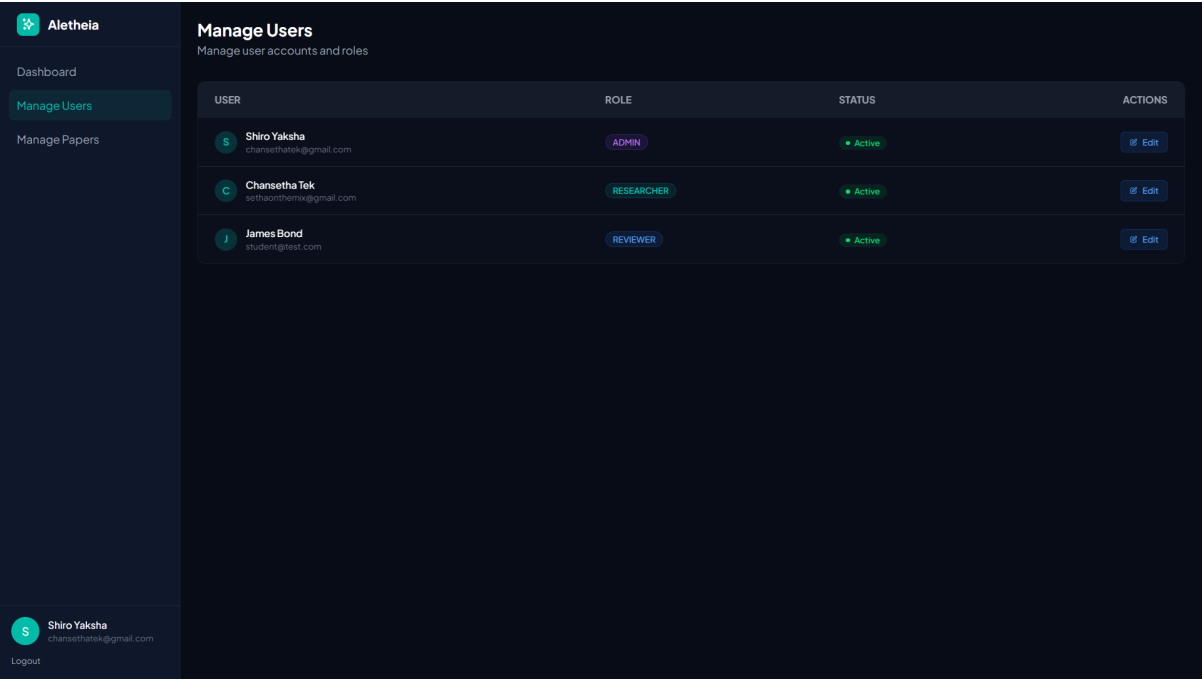 Aletheia
Dashboard
Manage Users
Manage Papers
Manage Users
Manage user accounts and roles
USER ROLE STATUS ACTIONS
S Shiro Yaksha ADMIN Active Edit
chansethatek@gmail.com
C Chansetha Tek RESEARCHER Active Edit
sethaonthemix@gmail.com
J James Bond REVIEWER Active Edit
student@test.com
S Shiro Yaksha
chansethatek@gmail.com
Logout